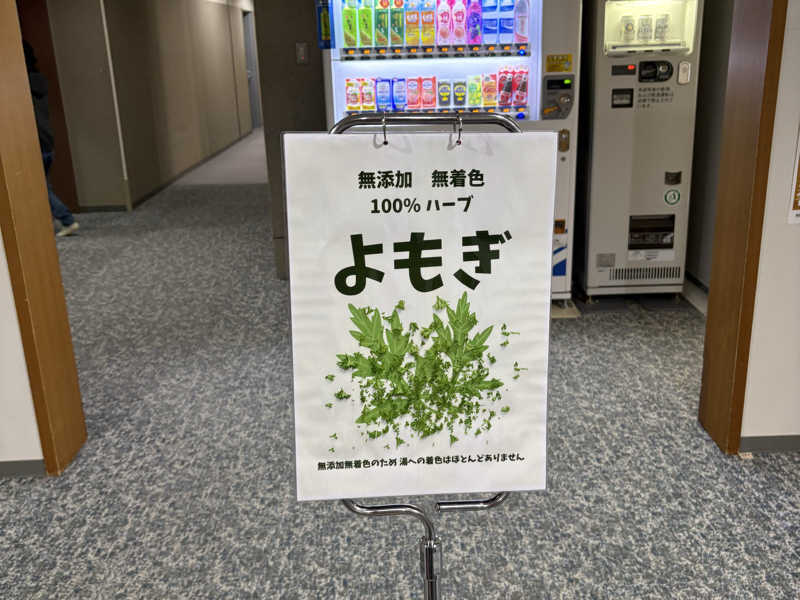 無添加　無着色
100% ハーブ
よもぎ
無添加無着色のため 湯への着色はほとんどありません